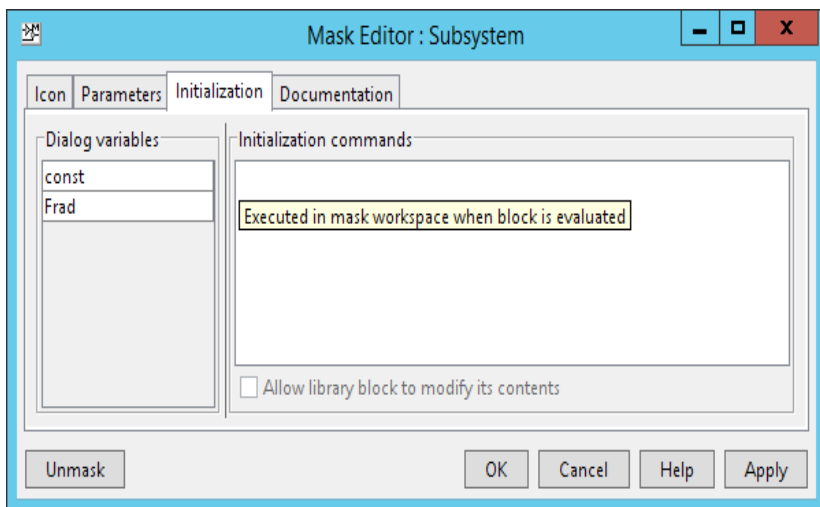 Mask Editor : Subsystem
Icon Parameters Initialization Documentation
Dialog variables
const
Frad
Initialization commands
Executed in mask workspace when block is evaluated
Allow library block to modify its contents
Unmask OK Cancel Help Apply